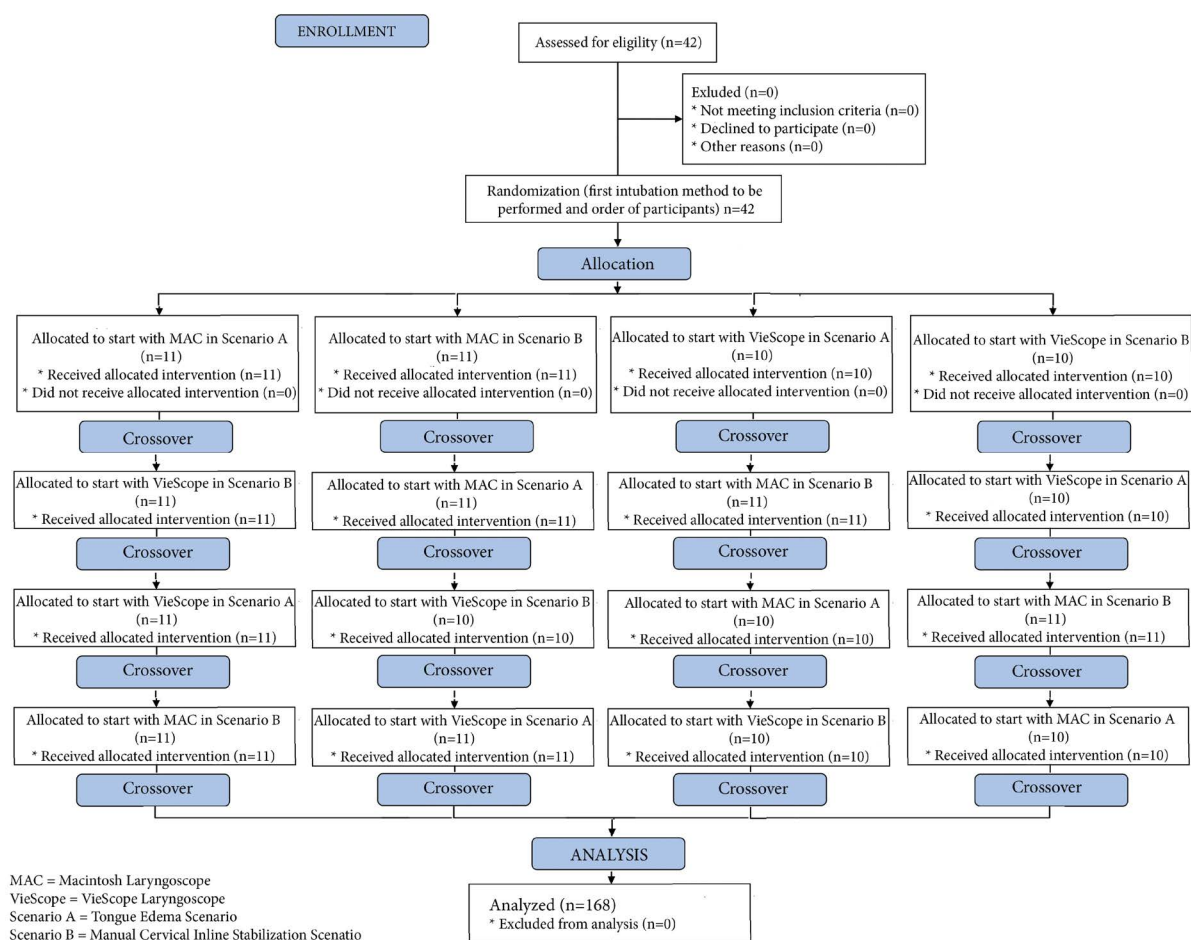 ENROLLMENT
Assessed for eligility (n=42)
Exluded (n=0)
* Not meeting inclusion criteria (n=0)
* Declined to participate (n=0)
* Other reasons (n=0)
Randomization (first intubation method to be
performed and order of participants) n=42
Allocation
Allocated to start with MAC in Scenario A
(n=11)
* Received allocated intervention (n=11)
* Did not receive allocated intervention (n=0)
Allocated to start with MAC in Scenario B
(n=11)
* Received allocated intervention (n=11)
* Did not receive allocated intervention (n=0)
Allocated to start with VieScope in Scenario A
(n=10)
* Received allocated intervention (n=10)
* Did not receive allocated intervention (n=0)
Allocated to start with VieScope in Scenario B
(n=10)
* Received allocated intervention (n=10)
* Did not receive allocated intervention (n=0)
Crossover
Crossover
Crossover
Crossover
Allocated to start with VieScope in Scenario B
(n=11)
* Received allocated intervention (n=11)
Allocated to start with MAC in Scenario A
(n=11)
* Received allocated intervention (n=11)
Allocated to start with MAC in Scenario B
(n=11)
* Received allocated intervention (n=11)
Allocated to start with VieScope in Scenario A
(n=10)
* Received allocated intervention (n=10)
Crossover
Crossover
Crossover
Crossover
Allocated to start with VieScope in Scenario A
(n=11)
* Received allocated intervention (n=11)
Allocated to start with VieScope in Scenario B
(n=10)
* Received allocated intervention (n=10)
Allocated to start with MAC in Scenario A
(n=10)
* Received allocated intervention (n=10)
Allocated to start with MAC in Scenario B
(n=11)
* Received allocated intervention (n=11)
Crossover
Crossover
Crossover
Crossover
Allocated to start with MAC in Scenario B
(n=11)
* Received allocated intervention (n=11)
Allocated to start with VieScope in Scenario A
(n=11)
* Received allocated intervention (n=11)
Allocated to start with VieScope in Scenario B
(n=10)
* Received allocated intervention (n=10)
Allocated to start with MAC in Scenario A
(n=10)
* Received allocated intervention (n=10)
Crossover
Crossover
Crossover
Crossover
ANALYSIS
Analyzed (n=168)
* Excluded from analysis (n=0)
MAC = Macintosh Laryngoscope
VieScope = VieScope Laryngoscope
Scenario A = Tongue Edema Scenario
Scenario B = Manual Cervical Inline Stabilization Scenatio